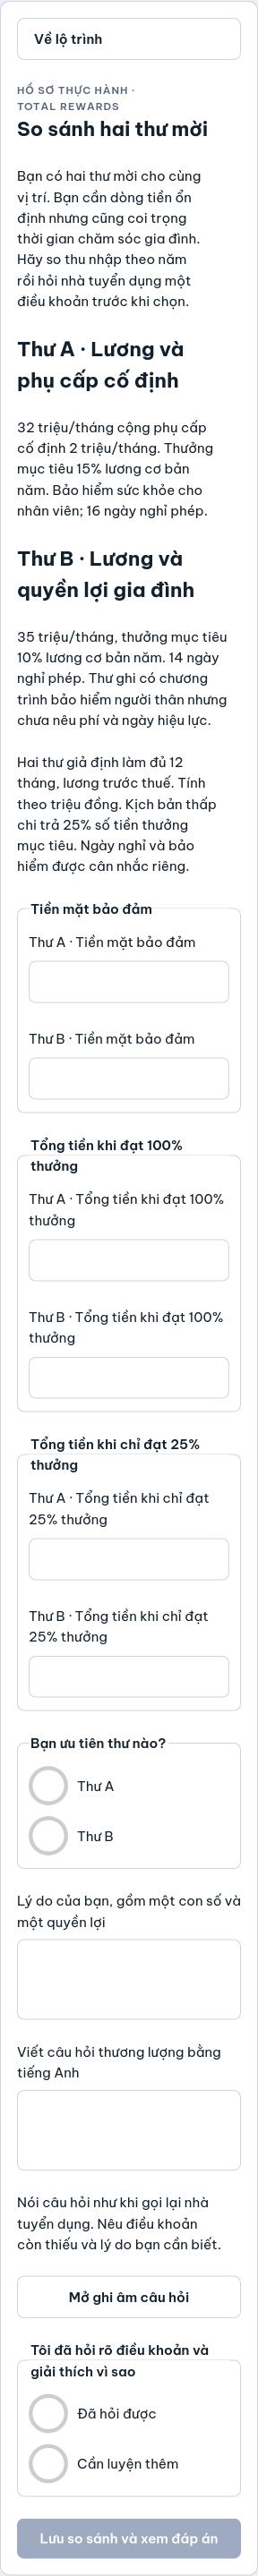 Về lộ trình
HỒ SƠ THỰC HÀNH ·
TOTAL REWARDS
So sánh hai thư mời
Bạn có hai thư mời cho cùng
vị trí. Bạn cần dòng tiền ổn
định nhưng cũng coi trọng
thời gian chăm sóc gia đình.
Hãy so thu nhập theo năm
rồi hỏi nhà tuyển dụng một
điều khoản trước khi chọn.
Thư A · Lương và
phụ cấp cố định
32 triệu/tháng cộng phụ cấp
cố định 2 triệu/tháng. Thưởng
mục tiêu 15% lương cơ bản
năm. Bảo hiểm sức khỏe cho
nhân viên; 16 ngày nghỉ phép.
Thư B · Lương và
quyền lợi gia đình
35 triệu/tháng, thưởng mục tiêu
10% lương cơ bản năm. 14 ngày
nghỉ phép. Thư ghi có chương
trình bảo hiểm người thân nhưng
chưa nêu phí và ngày hiệu lực.
Hai thư giả định làm đủ 12
tháng, lương trước thuế. Tính
theo triệu đồng. Kịch bản thấp
chi trả 25% số tiền thưởng
mục tiêu. Ngày nghỉ và bảo
hiểm được cân nhắc riêng.
Tiền mặt bảo đảm
Thư A · Tiền mặt bảo đảm
Thư B · Tiền mặt bảo đảm
Tổng tiền khi đạt 100%
thưởng
Thư A · Tổng tiền khi đạt 100%
thưởng
Thư B · Tổng tiền khi đạt 100%
thưởng
Tổng tiền khi chỉ đạt 25%
thưởng
Thư A · Tổng tiền khi chỉ đạt
25% thưởng
Thư B · Tổng tiền khi chỉ đạt
25% thưởng
Bạn ưu tiên thư nào?
Thư A
Thư B
Lý do của bạn, gồm một con số và
một quyền lợi
Viết câu hỏi thương lượng bằng
tiếng Anh
Nói câu hỏi như khi gọi lại nhà
tuyển dụng. Nêu điều khoản
còn thiếu và lý do bạn cần biết.
Mở ghi âm câu hỏi
Tôi đã hỏi rõ điều khoản và
giải thích vì sao
Đã hỏi được
Cần luyện thêm
Lưu so sánh và xem đáp án